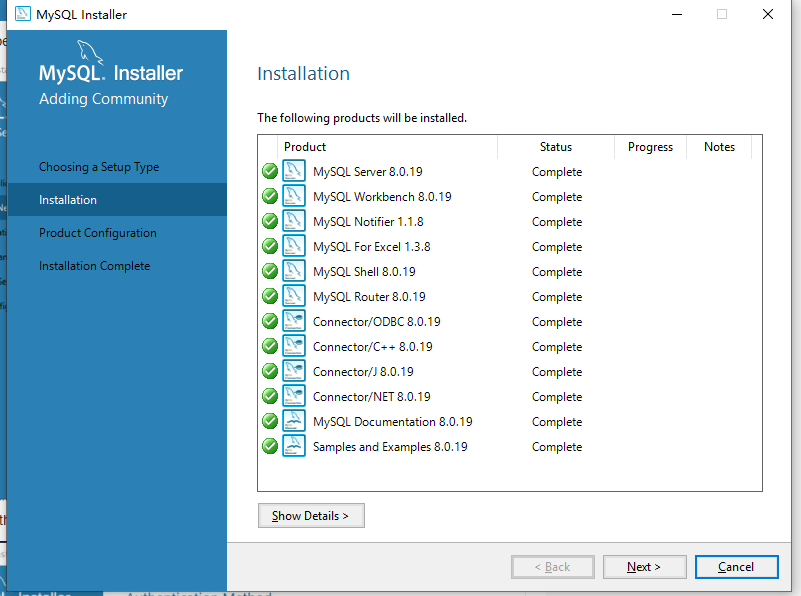 MySQL Installer
MySQL. Installer
Adding Community
Choosing a Setup Type
Installation
Product Configuration
Installation Complete
Installation
The following products will be installed.
Product Status Progress Notes
MySQL Server 8.0.19 Complete
MySQL Workbench 8.0.19 Complete
MySQL Notifier 1.1.8 Complete
MySQL For Excel 1.3.8 Complete
MySQL Shell 8.0.19 Complete
MySQL Router 8.0.19 Complete
Connector/ODBC 8.0.19 Complete
Connector/C++ 8.0.19 Complete
Connector/J 8.0.19 Complete
Connector/NET 8.0.19 Complete
MySQL Documentation 8.0.19 Complete
Samples and Examples 8.0.19 Complete
Show Details >
< Back Next > Cancel
Installer Authentication Method